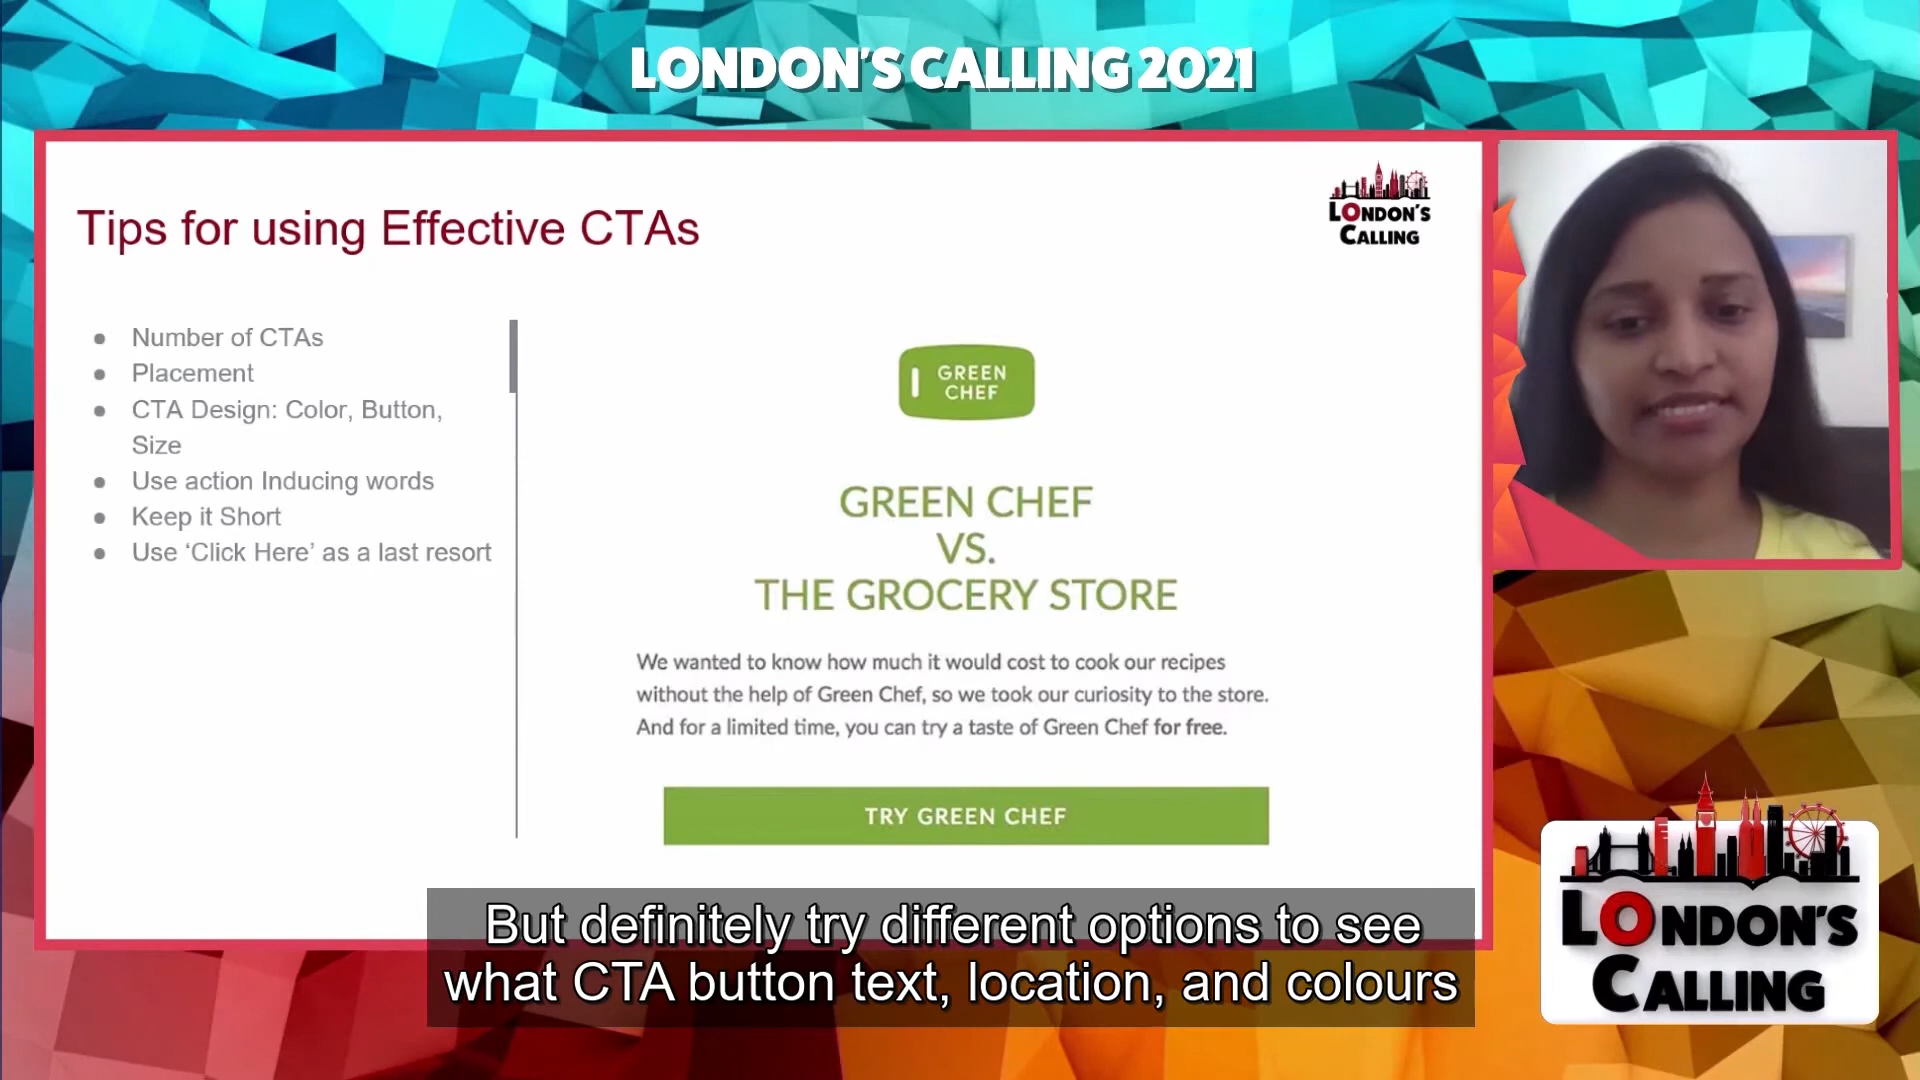 LONDON'S CALLING 2021
LONDON'S
CALLING
Tips for using Effective CTAs
● Number of CTAs
● Placement
● CTA Design: Color, Button,
Size
● Use action Inducing words
● Keep it Short
● Use ‘Click Here’ as a last resort
GREEN
CHEF
GREEN CHEF
VS.
THE GROCERY STORE
We wanted to know how much it would cost to cook our recipes
without the help of Green Chef, so we took our curiosity to the store.
And for a limited time, you can try a taste of Green Chef for free.
TRY GREEN CHEF
But definitely try different options to see
what CTA button text, location, and colours
LONDON'S
CALLING